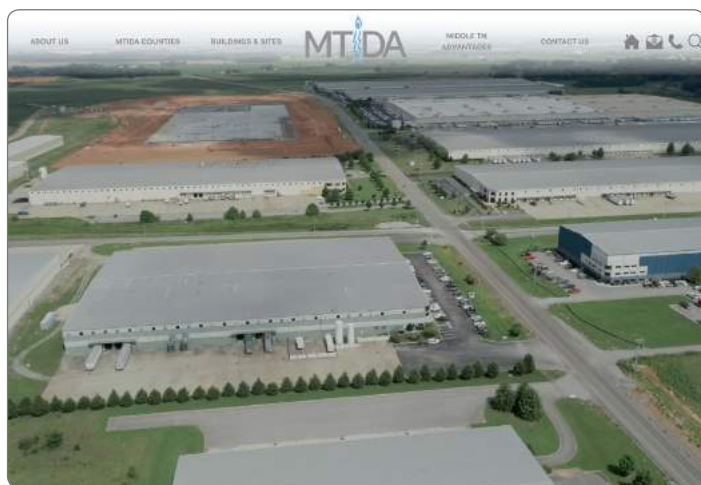 ABOUT US
MTIDA COUNTIES
BUILDINGS & SITES
MTIDA
MIDDLE TN
ADVANTAGES
CONTACT US